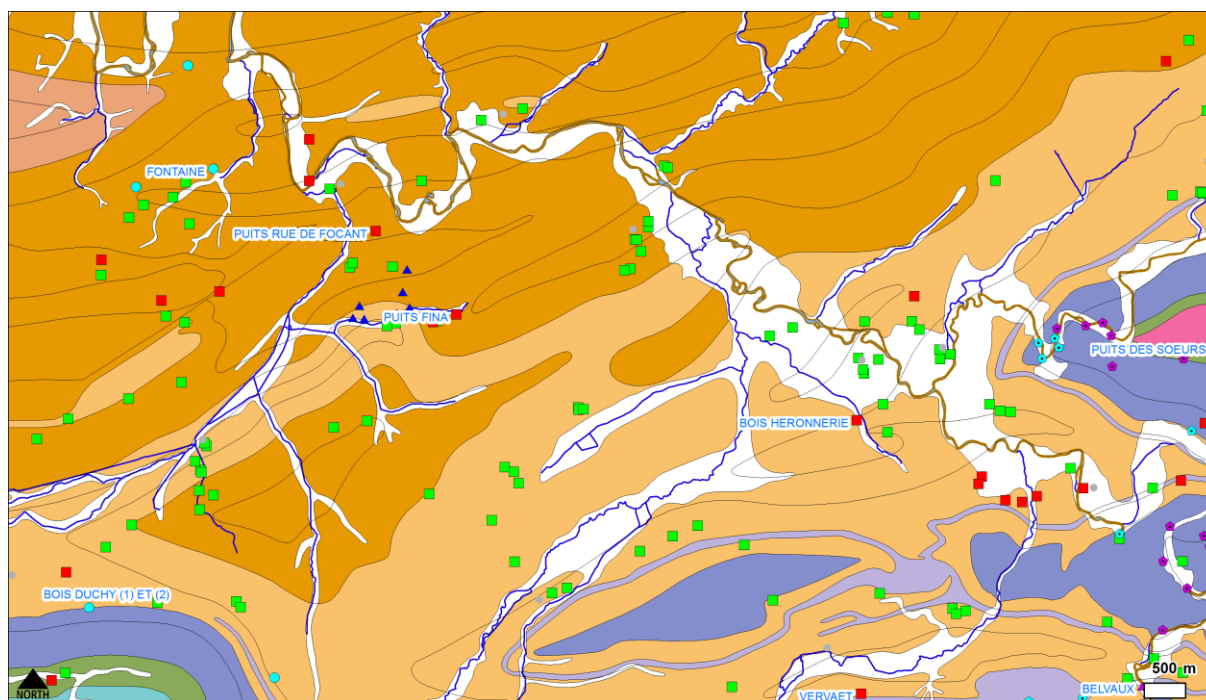 FONTAINE
PUITS RUE DE FOCANT
PUITS FINA
PUITS DES SOEURS
BOIS HERONNERIE
BOIS DUCHY (1) ET (2)
NORTH
VERVAET
BELVAUX
500 m